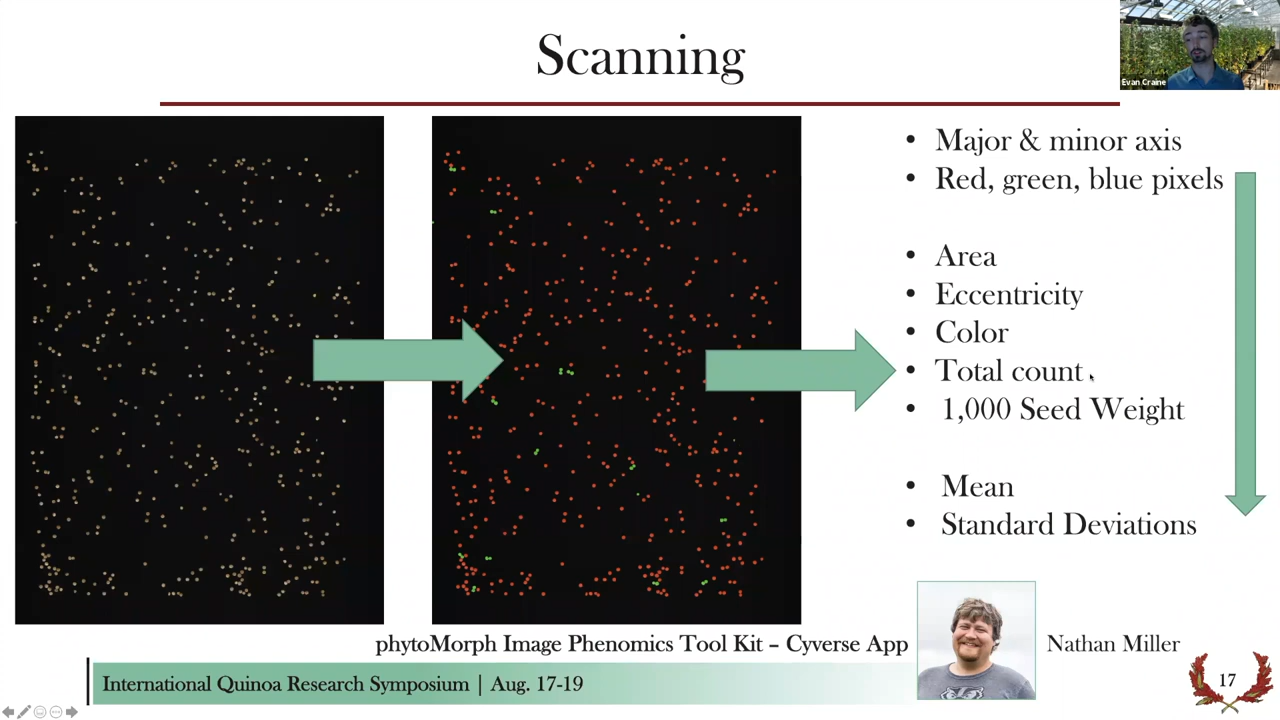 Scanning
Evan Craine
• Major & minor axis
• Red, green, blue pixels
• Area
• Eccentricity
• Color
• Total count
• 1,000 Seed Weight
• Mean
• Standard Deviations
phytoMorph Image Phenomics Tool Kit – Cyverse App
Nathan Miller
International Quinoa Research Symposium | Aug. 17-19
17